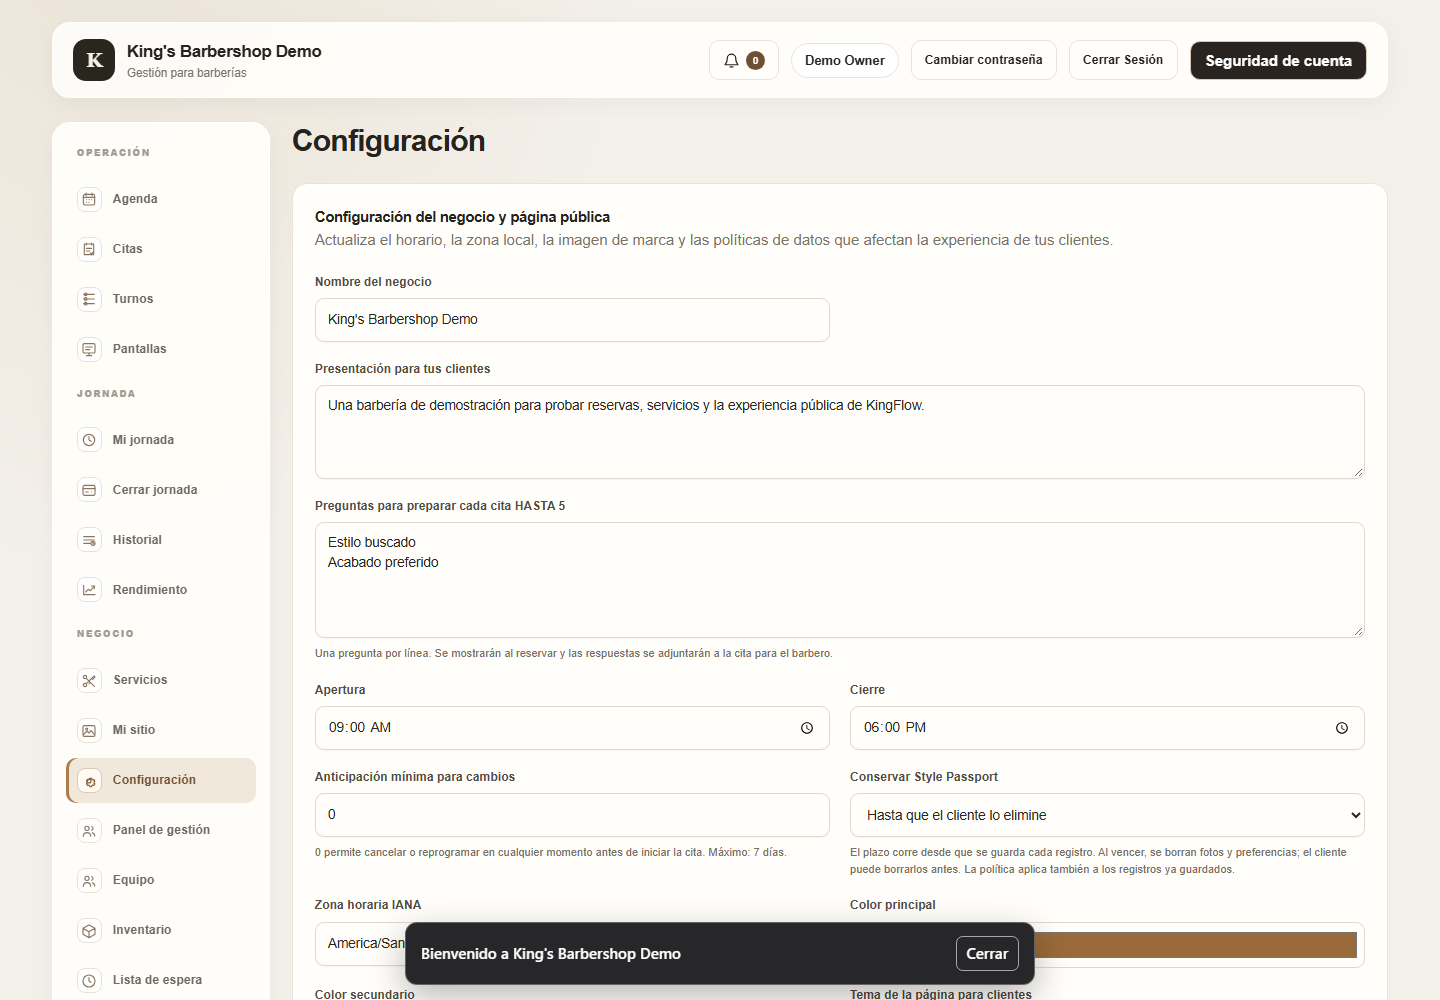 K
King's Barbershop Demo
Gestión para barberías
0
Demo Owner
Cambiar contraseña
Cerrar Sesión
Seguridad de cuenta
OPERACIÓN
Agenda
Citas
Turnos
Pantallas
JORNADA
Mi jornada
Cerrar jornada
Historial
Rendimiento
NEGOCIO
Servicios
Mi sitio
Configuración
Panel de gestión
Equipo
Inventario
Lista de espera
Configuración
Configuración del negocio y página pública
Actualiza el horario, la zona local, la imagen de marca y las políticas de datos que afectan la experiencia de tus clientes.
Nombre del negocio
King's Barbershop Demo
Presentación para tus clientes
Una barbería de demostración para probar reservas, servicios y la experiencia pública de KingFlow.
Preguntas para preparar cada cita HASTA 5
Estilo buscado
Acabado preferido
Una pregunta por línea. Se mostrarán al reservar y las respuestas se adjuntarán a la cita para el barbero.
Apertura
09:00 AM
Cierre
06:00 PM
Anticipación mínima para cambios
0
0 permite cancelar o reprogramar en cualquier momento antes de iniciar la cita. Máximo: 7 días.
Conservar Style Passport
Hasta que el cliente lo elimine
El plazo corre desde que se guarda cada registro. Al vencer, se borran fotos y preferencias; el cliente
puede borrarlos antes. La política aplica también a los registros ya guardados.
Zona horaria IANA
America/San
Color principal
Bienvenido a King's Barbershop Demo
Cerrar
Color secundario
Tema de la página para clientes